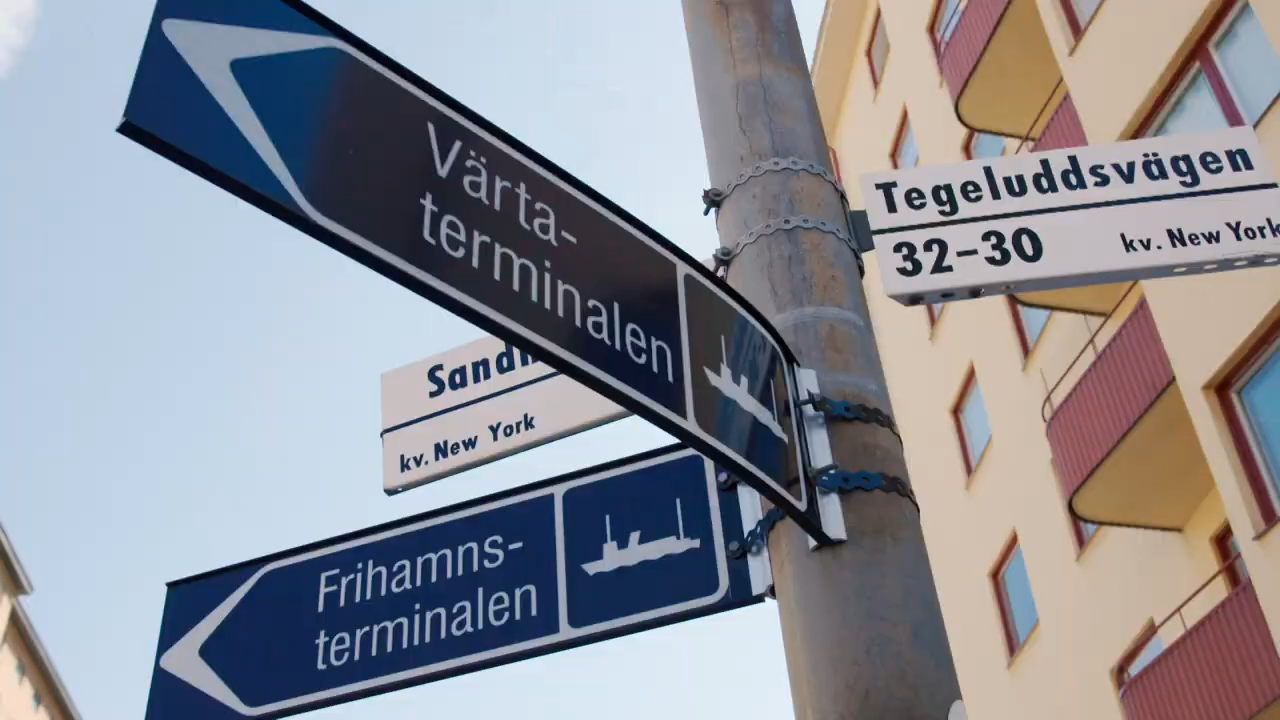 Värta-
terminalen
Tegeluddsvägen
32-30 kv. New York
kv. New York
Frihamns-
terminalen